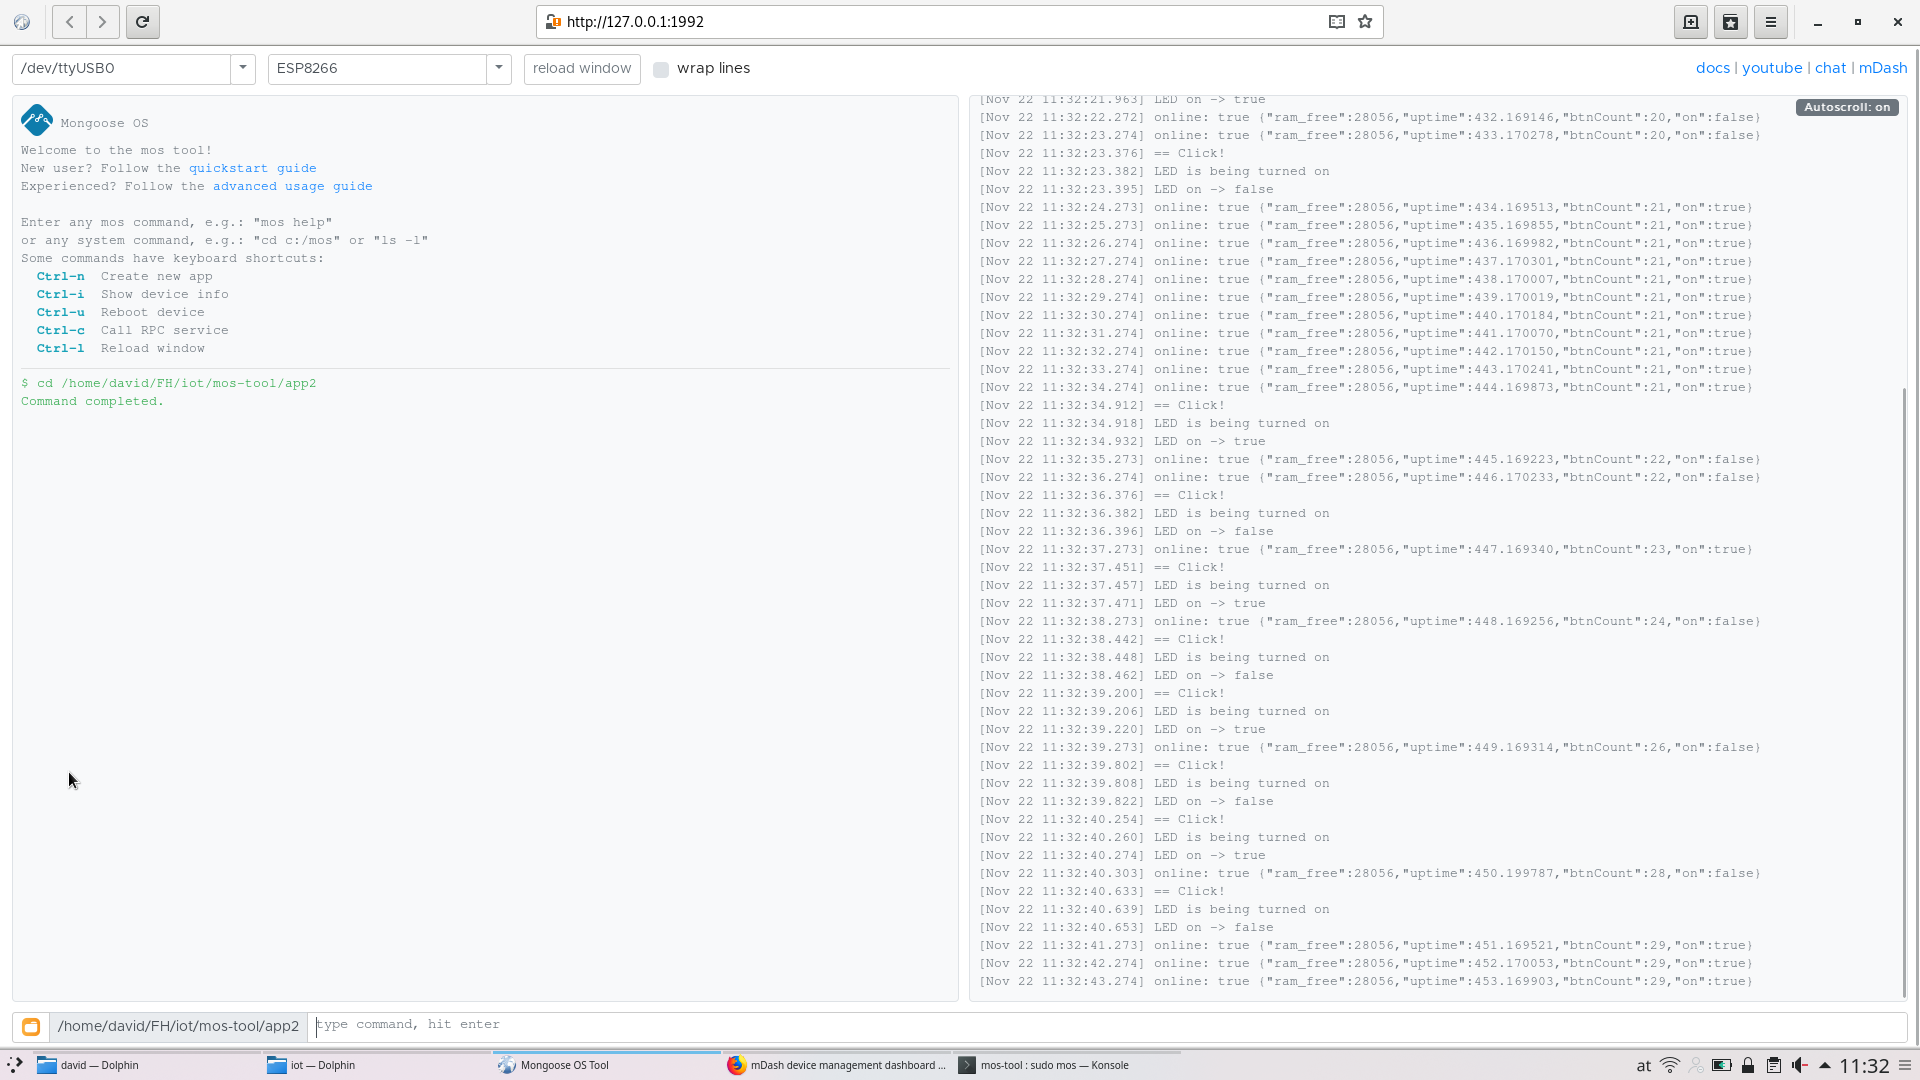 http://127.0.0.1:1992
/dev/ttyUSB0
ESP8266
reload window
wrap lines
docs | youtube | chat | mDash
Mongoose OS
Welcome to the mos tool!
New user? Follow the quickstart guide
Experienced? Follow the advanced usage guide
Enter any mos command, e.g.: "mos help"
or any system command, e.g.: "cd c:/mos" or "ls -l"
Some commands have keyboard shortcuts:
Ctrl-n Create new app
Ctrl-i Show device info
Ctrl-u Reboot device
Ctrl-c Call RPC service
Ctrl-l Reload window
$ cd /home/david/FH/iot/mos-tool/app2
Command completed.
Autoscroll: on
[Nov 22 11:32:21.963] LED on -> true
[Nov 22 11:32:22.272] online: true {"ram_free":28056,"uptime":432.169146,"btnCount":20,"on":false}
[Nov 22 11:32:23.274] online: true {"ram_free":28056,"uptime":433.170278,"btnCount":20,"on":false}
[Nov 22 11:32:23.376] == Click!
[Nov 22 11:32:23.382] LED is being turned on
[Nov 22 11:32:23.395] LED on -> false
[Nov 22 11:32:24.273] online: true {"ram_free":28056,"uptime":434.169513,"btnCount":21,"on":true}
[Nov 22 11:32:25.273] online: true {"ram_free":28056,"uptime":435.169855,"btnCount":21,"on":true}
[Nov 22 11:32:26.274] online: true {"ram_free":28056,"uptime":436.169982,"btnCount":21,"on":true}
[Nov 22 11:32:27.274] online: true {"ram_free":28056,"uptime":437.170301,"btnCount":21,"on":true}
[Nov 22 11:32:28.274] online: true {"ram_free":28056,"uptime":438.170007,"btnCount":21,"on":true}
[Nov 22 11:32:29.274] online: true {"ram_free":28056,"uptime":439.170019,"btnCount":21,"on":true}
[Nov 22 11:32:30.274] online: true {"ram_free":28056,"uptime":440.170184,"btnCount":21,"on":true}
[Nov 22 11:32:31.274] online: true {"ram_free":28056,"uptime":441.170070,"btnCount":21,"on":true}
[Nov 22 11:32:32.274] online: true {"ram_free":28056,"uptime":442.170150,"btnCount":21,"on":true}
[Nov 22 11:32:33.274] online: true {"ram_free":28056,"uptime":443.170241,"btnCount":21,"on":true}
[Nov 22 11:32:34.274] online: true {"ram_free":28056,"uptime":444.169873,"btnCount":21,"on":true}
[Nov 22 11:32:34.912] == Click!
[Nov 22 11:32:34.918] LED is being turned on
[Nov 22 11:32:34.932] LED on -> true
[Nov 22 11:32:35.273] online: true {"ram_free":28056,"uptime":445.169223,"btnCount":22,"on":false}
[Nov 22 11:32:36.274] online: true {"ram_free":28056,"uptime":446.170233,"btnCount":22,"on":false}
[Nov 22 11:32:36.376] == Click!
[Nov 22 11:32:36.382] LED is being turned on
[Nov 22 11:32:36.396] LED on -> false
[Nov 22 11:32:37.273] online: true {"ram_free":28056,"uptime":447.169340,"btnCount":23,"on":true}
[Nov 22 11:32:37.451] == Click!
[Nov 22 11:32:37.457] LED is being turned on
[Nov 22 11:32:37.471] LED on -> true
[Nov 22 11:32:38.273] online: true {"ram_free":28056,"uptime":448.169256,"btnCount":24,"on":false}
[Nov 22 11:32:38.442] == Click!
[Nov 22 11:32:38.448] LED is being turned on
[Nov 22 11:32:38.462] LED on -> false
[Nov 22 11:32:39.200] == Click!
[Nov 22 11:32:39.206] LED is being turned on
[Nov 22 11:32:39.220] LED on -> true
[Nov 22 11:32:39.273] online: true {"ram_free":28056,"uptime":449.169314,"btnCount":26,"on":false}
[Nov 22 11:32:39.802] == Click!
[Nov 22 11:32:39.808] LED is being turned on
[Nov 22 11:32:39.822] LED on -> false
[Nov 22 11:32:40.254] == Click!
[Nov 22 11:32:40.260] LED is being turned on
[Nov 22 11:32:40.274] LED on -> true
[Nov 22 11:32:40.303] online: true {"ram_free":28056,"uptime":450.199787,"btnCount":28,"on":false}
[Nov 22 11:32:40.633] == Click!
[Nov 22 11:32:40.639] LED is being turned on
[Nov 22 11:32:40.653] LED on -> false
[Nov 22 11:32:41.273] online: true {"ram_free":28056,"uptime":451.169521,"btnCount":29,"on":true}
[Nov 22 11:32:42.274] online: true {"ram_free":28056,"uptime":452.170053,"btnCount":29,"on":true}
[Nov 22 11:32:43.274] online: true {"ram_free":28056,"uptime":453.169903,"btnCount":29,"on":true}
/home/david/FH/iot/mos-tool/app2
type command, hit enter
david — Dolphin
iot — Dolphin
Mongoose OS Tool
mDash device management dashboard ...
mos-tool : sudo mos — Konsole
at
11:32